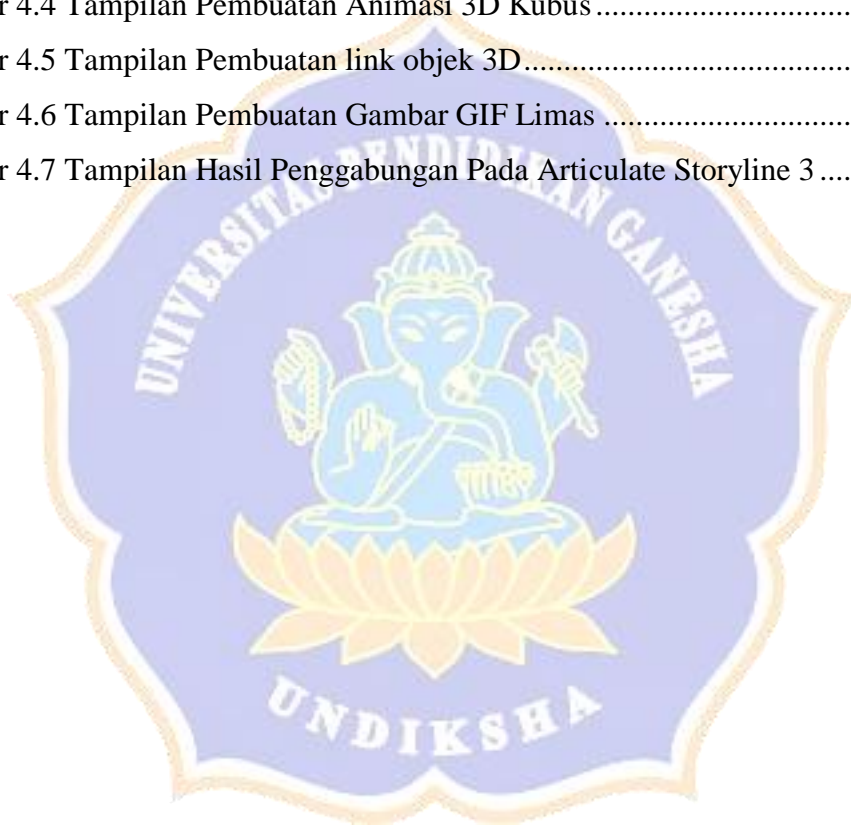 r 4.4 Tampilan Pembuatan Animasi 3D Kubus................................
r 4.5 Tampilan Pembuatan link objek 3D.........................................
r 4.6 Tampilan Pembuatan Gambar GIF Limas ...............................
r 4.7 Tampilan Hasil Penggabungan Pada Articulate Storyline 3....
UNIVERSITAS PENDIDIKAN GANESHA
UNDIKSHA